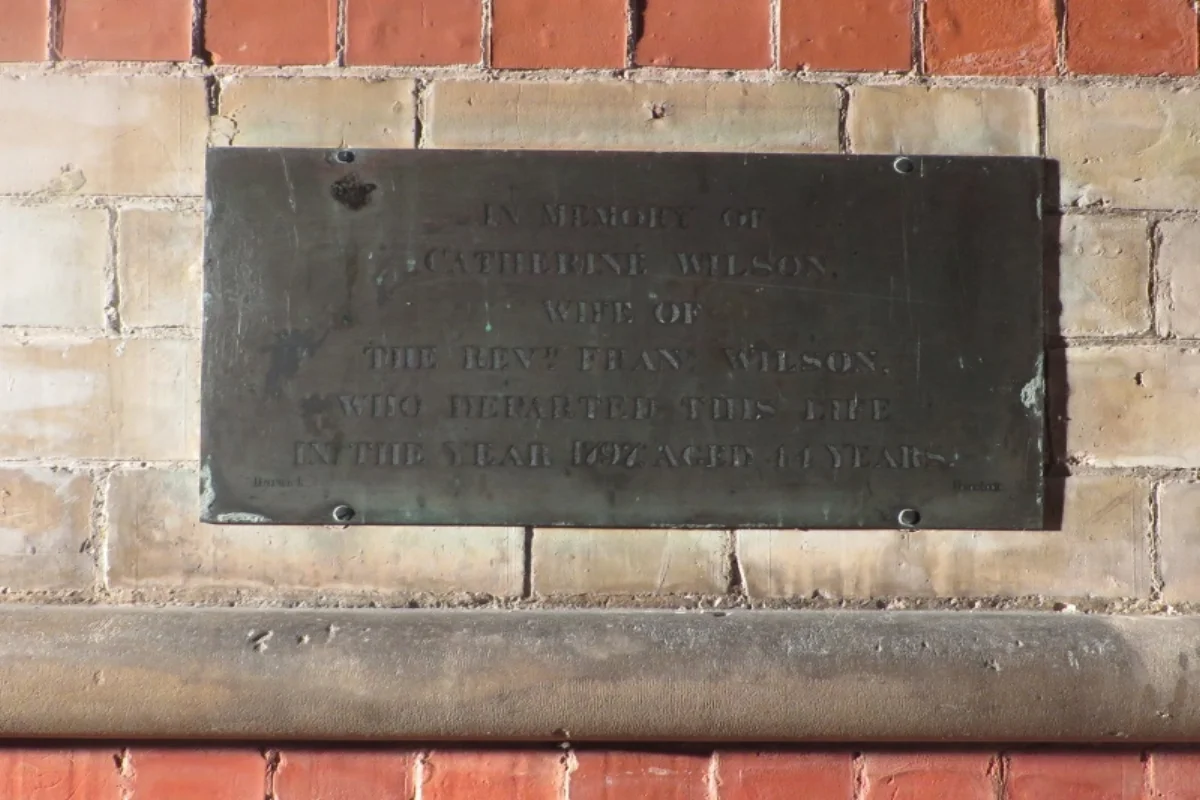 IN MEMORY OF
CATHERINE WILSON,
WIFE OF
THE REVD. FRANS. WILSON,
WHO DEPARTED THIS LIFE
IN THE YEAR 1797, AGED 44 YEARS.